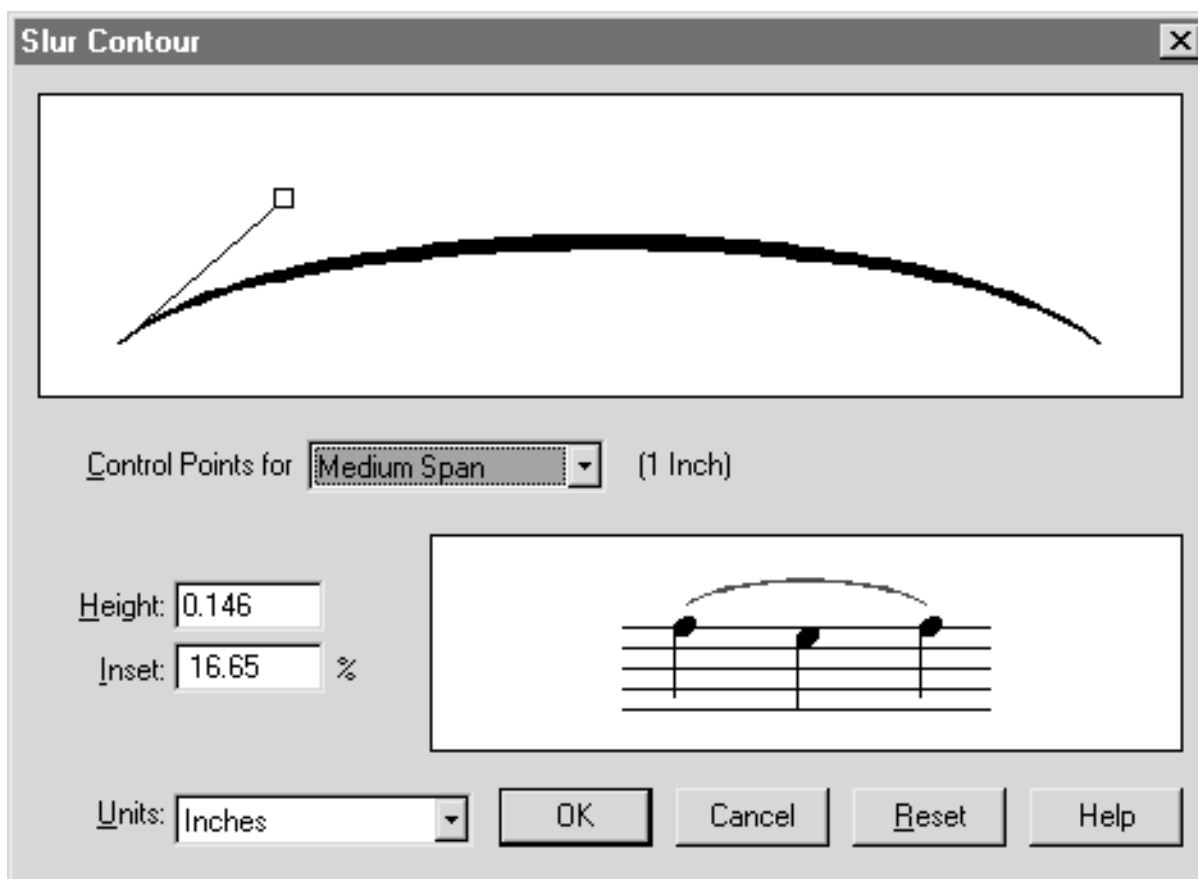 Slur Contour
Control Points for Medium Span (1 Inch)
Height: 0.146
Inset: 16.65 %
Units: Inches OK Cancel Reset Help